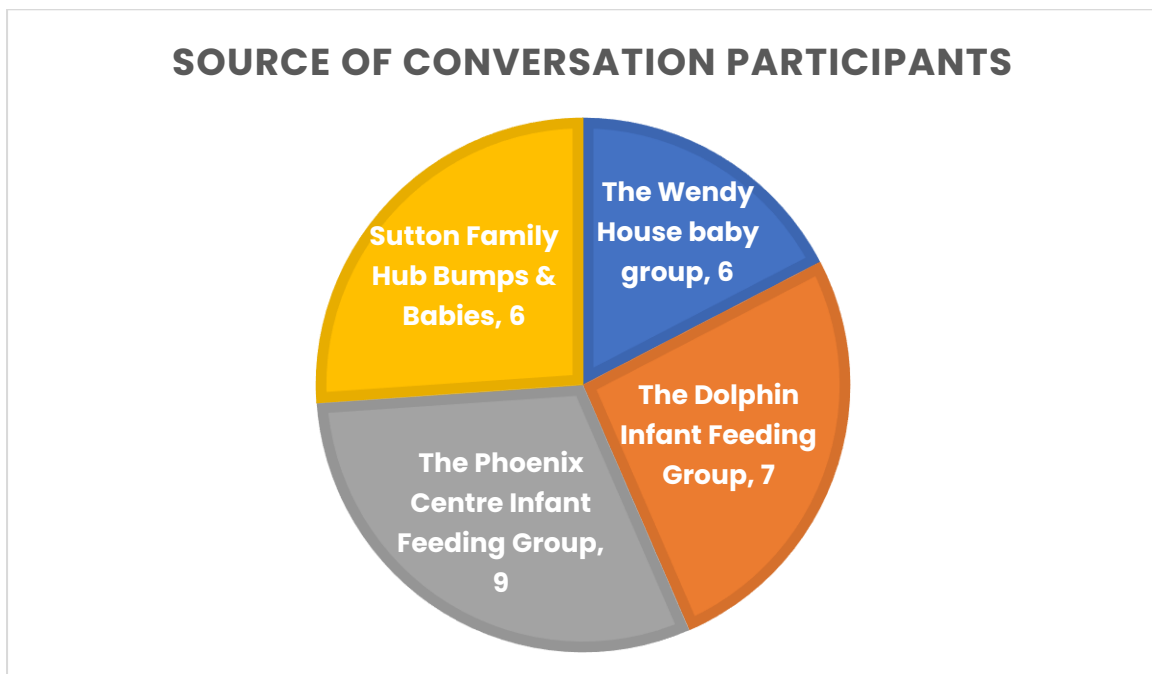 SOURCE OF CONVERSATION PARTICIPANTS
The Wendy
House baby
group, 6
Sutton Family
Hub Bumps &
Babies, 6
The Dolphin
Infant Feeding
Group, 7
The Phoenix
Centre Infant
Feeding Group,
9